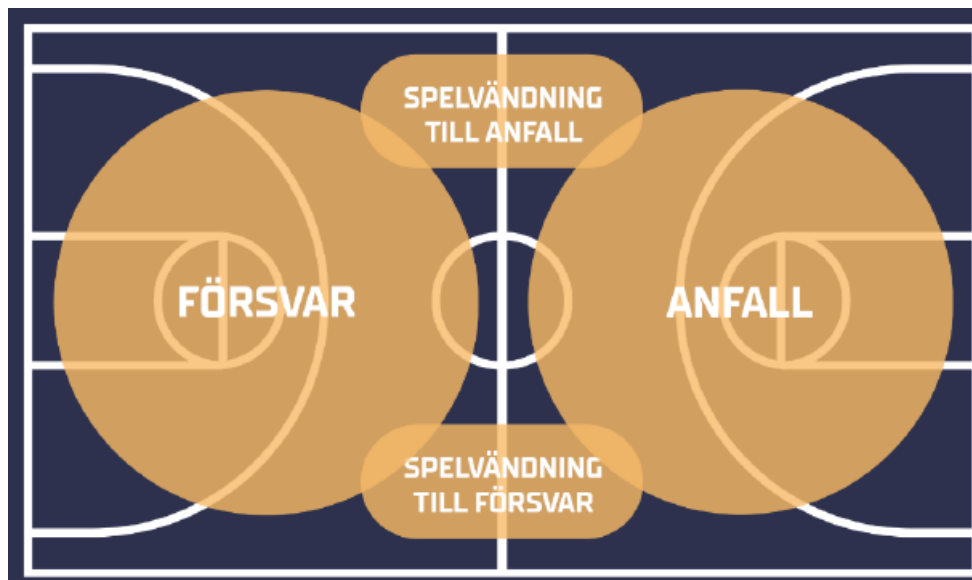 SPELVÄNDNING
TILL ANFALL
FÖRSVAR
ANFALL
SPELVÄNDNING
TILL FÖRSVAR